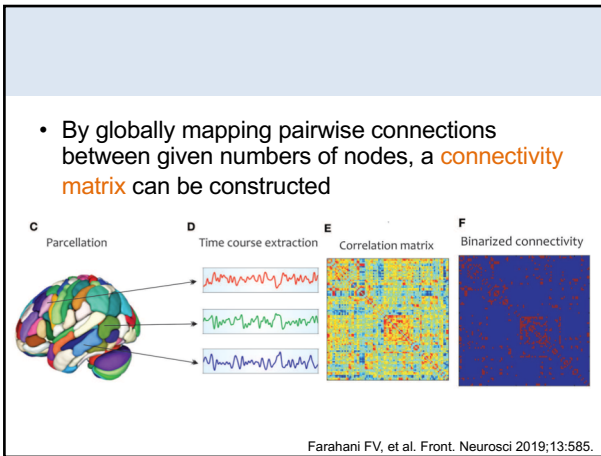 • By globally mapping pairwise connections
between given numbers of nodes, a connectivity
matrix can be constructed
C
Parcellation
D
Time course extraction
E
Correlation matrix
F
Binarized connectivity
Farahani FV, et al. Front. Neurosci 2019;13:585.